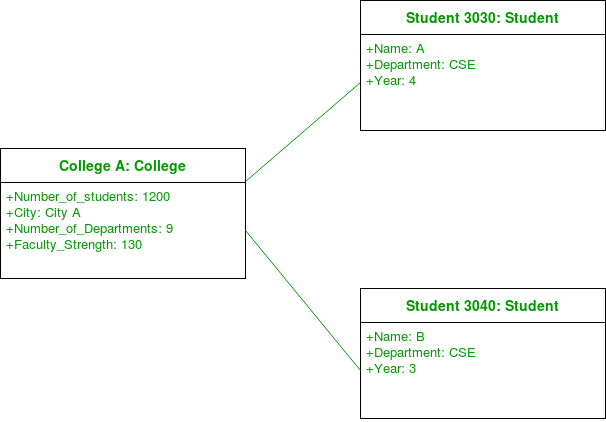 Student 3030: Student
+Name: A
+Department: CSE
+Year: 4
College A: College
+Number_of_students: 1200
+City: City A
+Number_of_Departments: 9
+Faculty_Strength: 130
Student 3040: Student
+Name: B
+Department: CSE
+Year: 3